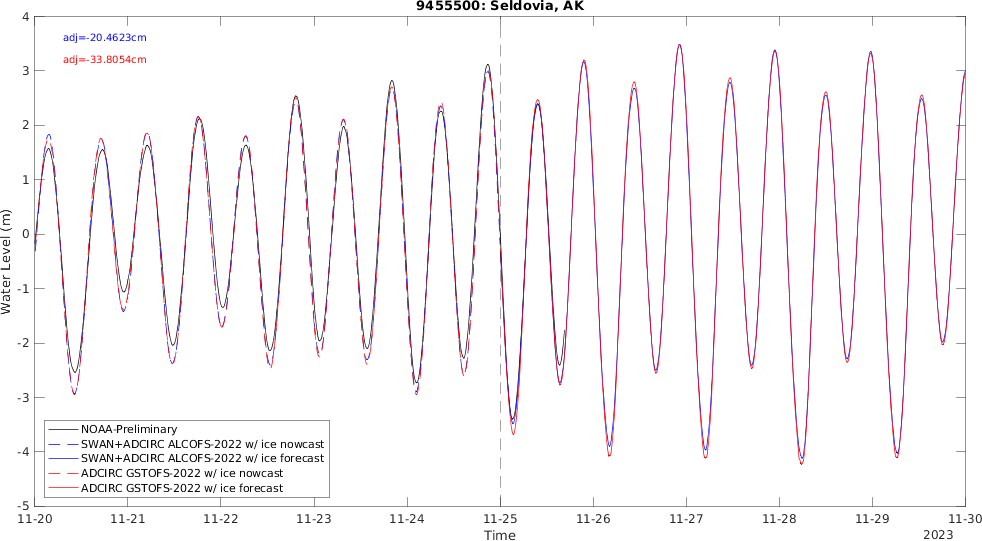 9455500: Seldovia, AK
adj=-20.4623cm
adj=-33.8054cm
4
3
2
1
0
-1
-2
-3
-4
-5
Water Level (m)
NOAA-Preliminary
SWAN+ADCIRC ALCOFS-2022 w/ ice nowcast
SWAN+ADCIRC ALCOFS-2022 w/ ice forecast
ADCIRC GSTOFS-2022 w/ ice nowcast
ADCIRC GSTOFS-2022 w/ ice forecast
11-20 11-21 11-22 11-23 11-24 11-25 11-26 11-27 11-28 11-29 11-30
Time
2023